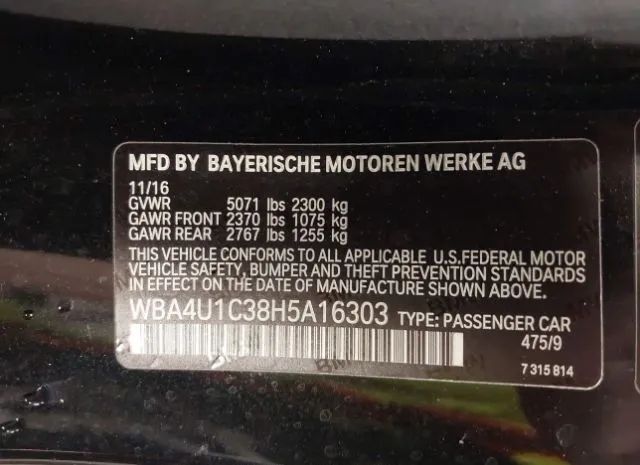 MFD BY BAYERISCHE MOTOREN WERKE AG
11/16
GVWR 5071 lbs 2300 kg
GAWR FRONT 2370 lbs 1075 kg
GAWR REAR 2767 lbs 1255 kg
THIS VEHICLE CONFORMS TO ALL APPLICABLE U.S.FEDERAL MOTOR
VEHICLE SAFETY, BUMPER AND THEFT PREVENTION STANDARDS
IN EFFECT ON THE DATE OF MANUFACTURE SHOWN ABOVE.
WBA4U1C38H5A16303 TYPE: PASSENGER CAR
475/9
7 315 814